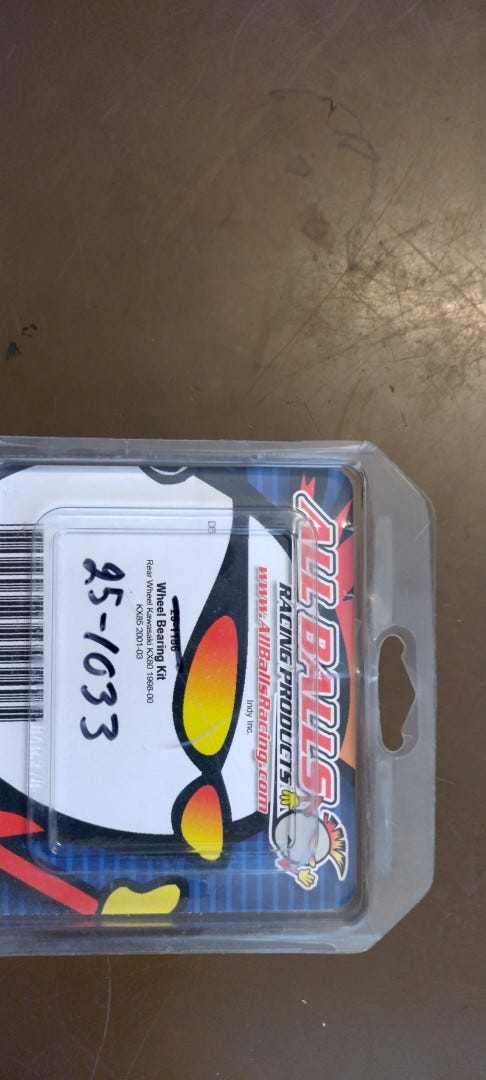 ALL BALLS
RACING PRODUCTS
www.AllBallsRacing.com
Indy Inc.
Wheel Bearing Kit
Rear Wheel Kawasaki KX80 1998-00
KX85 2001-03
25-1033